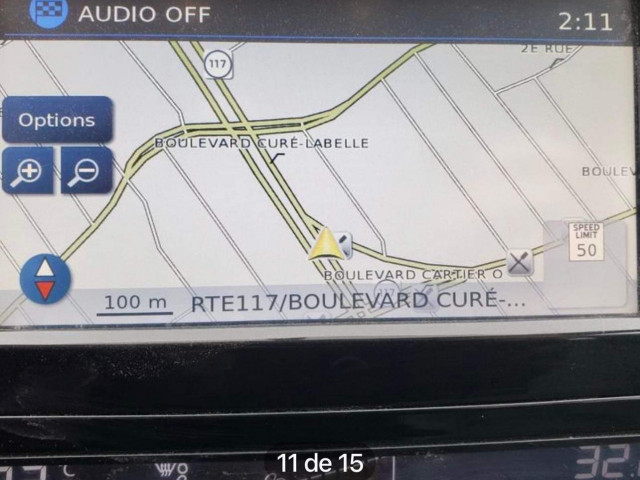 AUDIO OFF
2:11
117
2E RUE
Options
BOULEVARD CURÉ-LABELLE
BOULEV
SPEED
LIMIT
50
BOULEVARD CARTIER O
100 m
RTE117/BOULEVARD CURÉ-...
11 de 15